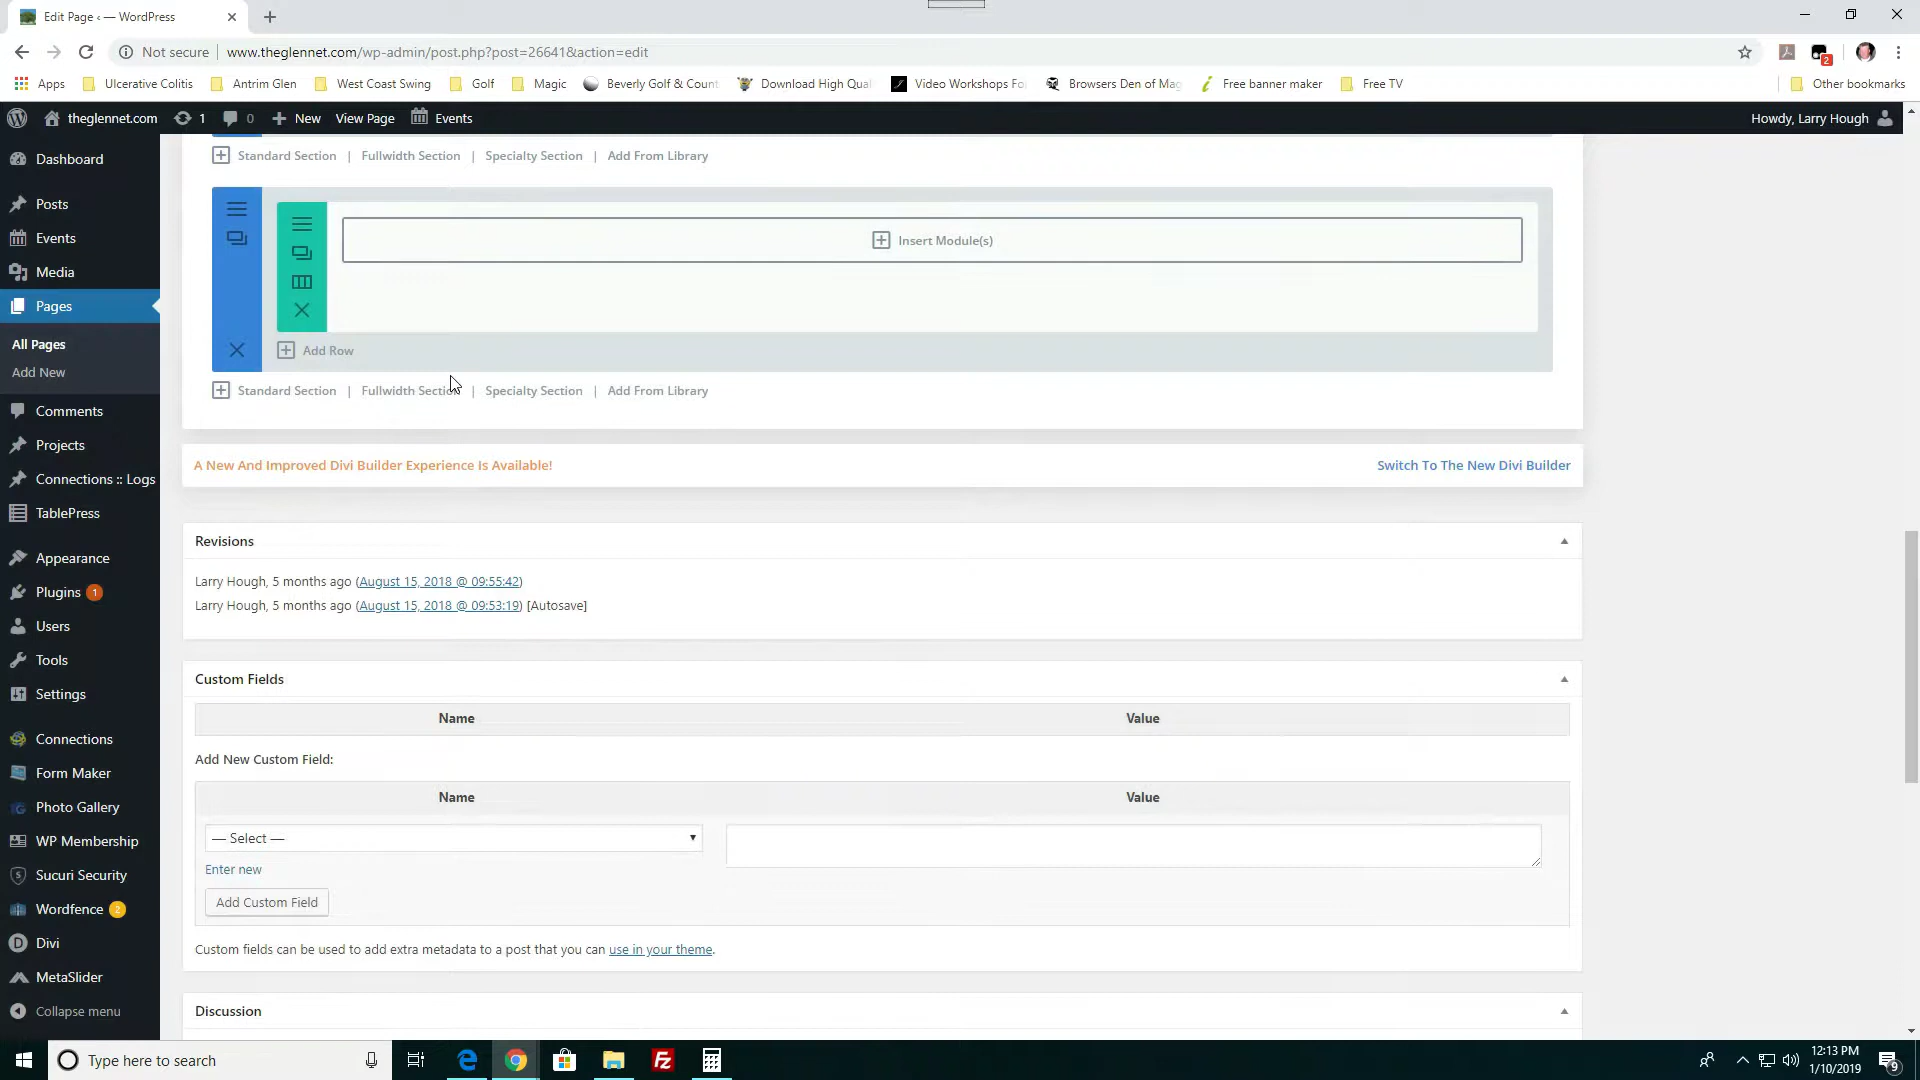 Edit Page ‹ — WordPress
Not secure | www.theglennet.com/wp-admin/post.php?post=26641&action=edit
2
Apps Ulcerative Colitis Antrim Glen West Coast Swing Golf Magic Beverly Golf & Count Download High Qual Video Workshops Fo Browsers Den of Mag Free banner maker Free TV Other bookmarks
theglennet.com 1 0 New View Page Events Howdy, Larry Hough
Dashboard
Posts
Events
Media
Pages
All Pages
Add New
Comments
Projects
Connections :: Logs
TablePress
Appearance
Plugins 1
Users
Tools
Settings
Connections
Form Maker
Photo Gallery
WP Membership
Sucuri Security
Wordfence 2
Divi
MetaSlider
Collapse menu
Standard Section | Fullwidth Section | Specialty Section | Add From Library
Insert Module(s)
Add Row
Standard Section | Fullwidth Section | Specialty Section | Add From Library
A New And Improved Divi Builder Experience Is Available! Switch To The New Divi Builder
Revisions
Larry Hough, 5 months ago (August 15, 2018 @ 09:55:42)
Larry Hough, 5 months ago (August 15, 2018 @ 09:53:19) [Autosave]
Custom Fields
Name Value
Add New Custom Field:
Name Value
— Select —
Enter new
Add Custom Field
Custom fields can be used to add extra metadata to a post that you can use in your theme.
Discussion
Type here to search
12:13 PM
1/10/2019
9